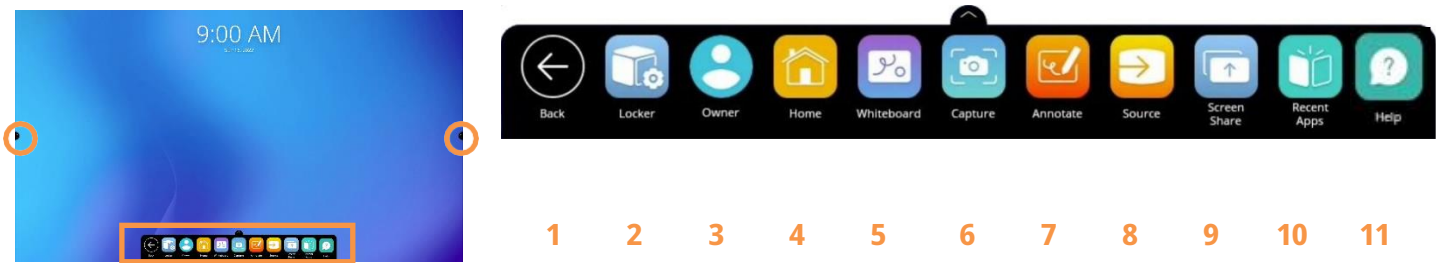 9:00 AM
Back
Locker
Owner
Home
Whiteboard
Capture
Annotate
Source
Screen
Share
Recent
Apps
Help
1 2 3 4 5 6 7 8 9 10 11